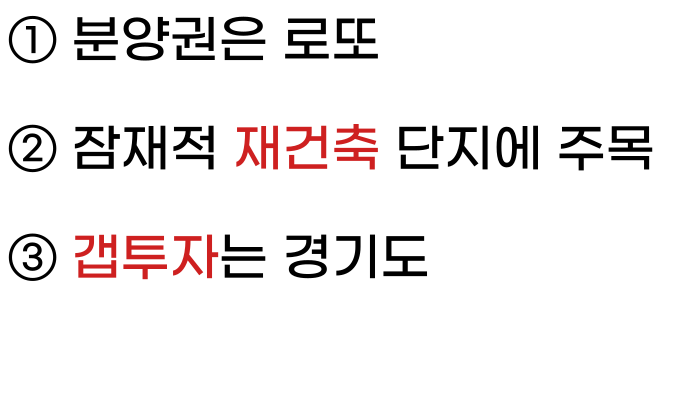 ① 분양권은 로또
② 잠재적 재건축 단지에 주목
③ 갭투자는 경기도